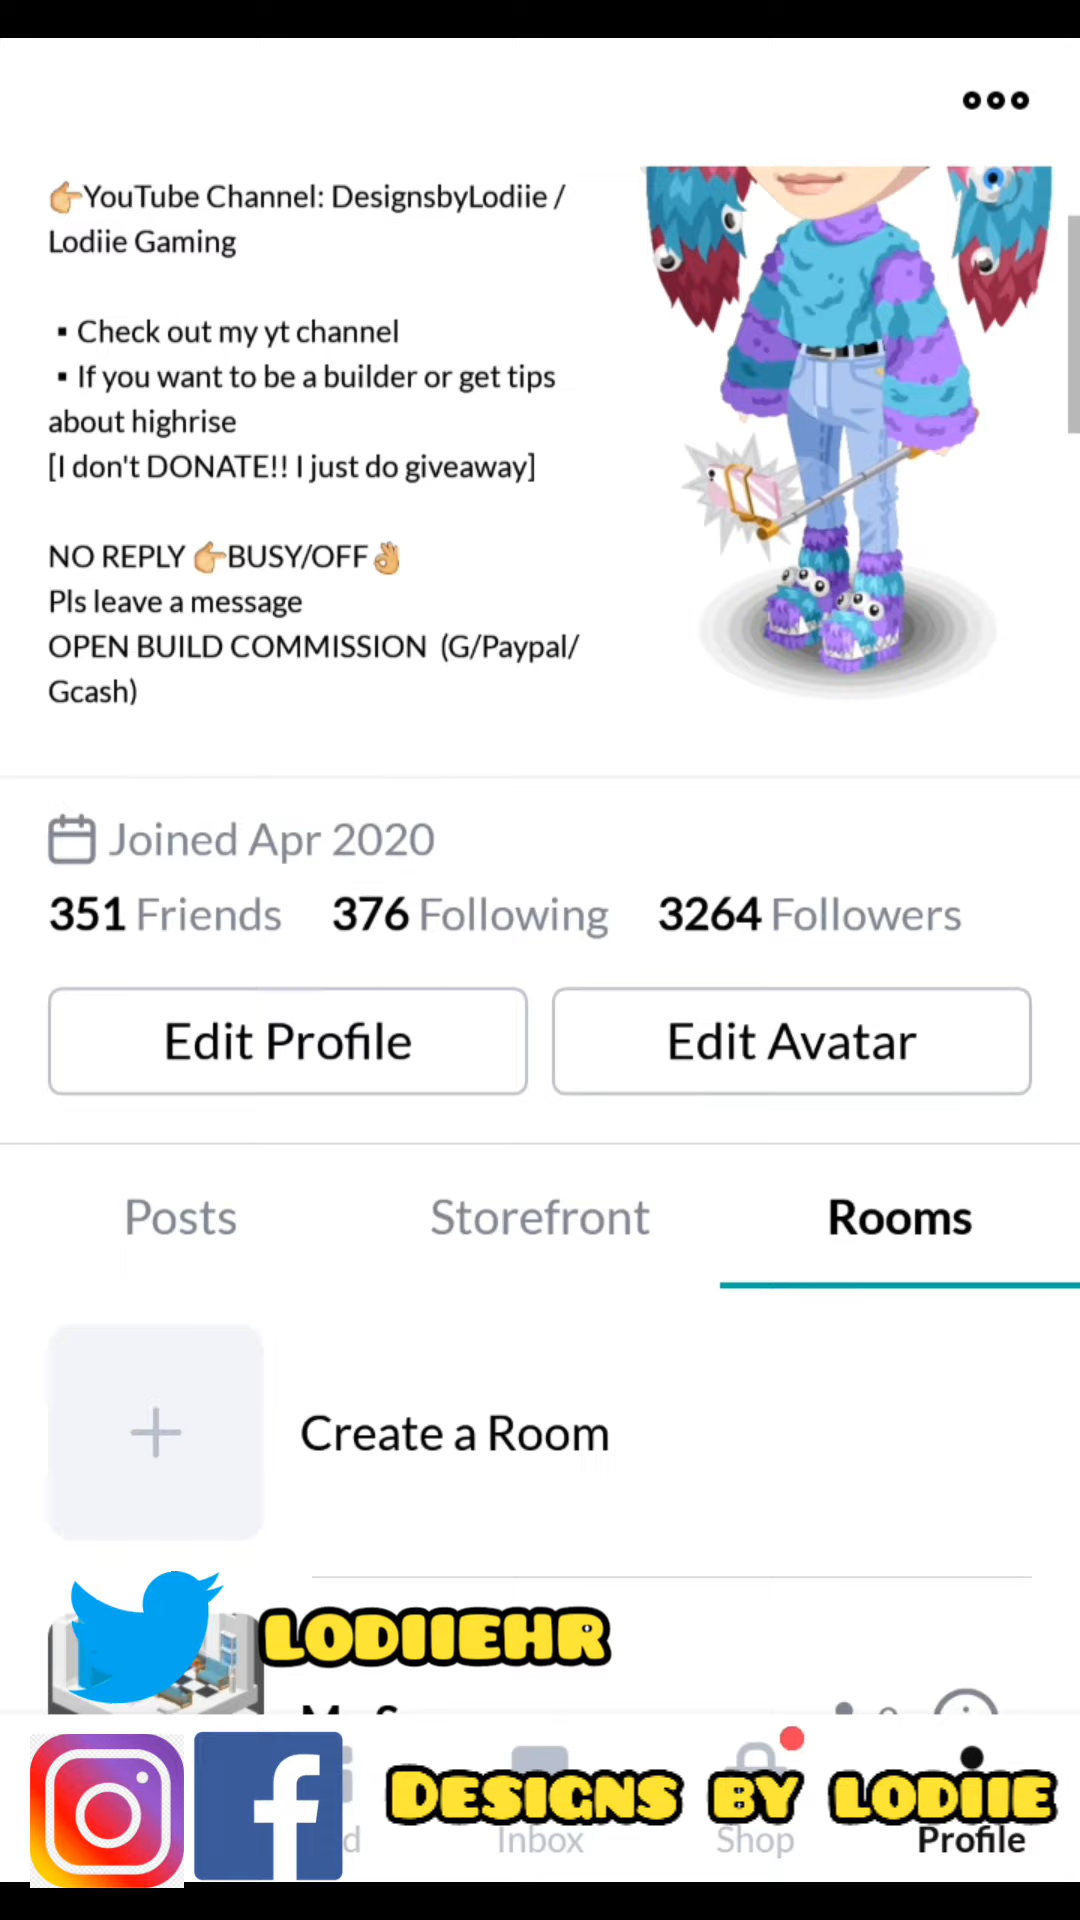 👉YouTube Channel: DesignsbyLodiie /
Lodiie Gaming
▪ Check out my yt channel
▪ If you want to be a builder or get tips
about highrise
[I don't DONATE!! I just do giveaway]
NO REPLY 👉BUSY/OFF👌
Pls leave a message
OPEN BUILD COMMISSION (G/Paypal/
Gcash)
Joined Apr 2020
351 Friends 376 Following 3264 Followers
Edit Profile Edit Avatar
Posts Storefront Rooms
Create a Room
LODIIEHR
DESIGNS BY LODIIE
Inbox Shop Profile